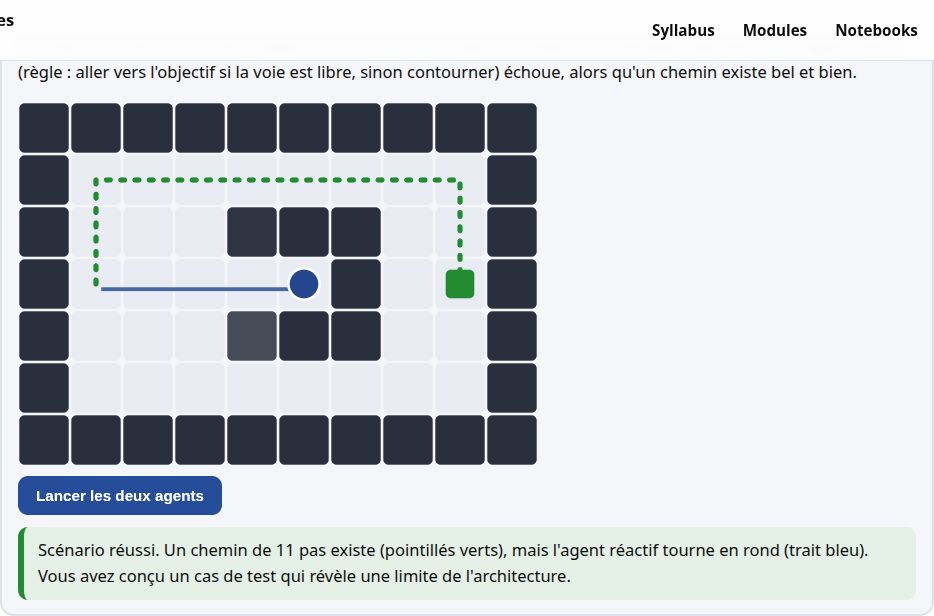 es
Syllabus Modules Notebooks
(règle : aller vers l'objectif si la voie est libre, sinon contourner) échoue, alors qu'un chemin existe bel et bien.
Lancer les deux agents
Scénario réussi. Un chemin de 11 pas existe (pointillés verts), mais l'agent réactif tourne en rond (trait bleu).
Vous avez conçu un cas de test qui révèle une limite de l'architecture.